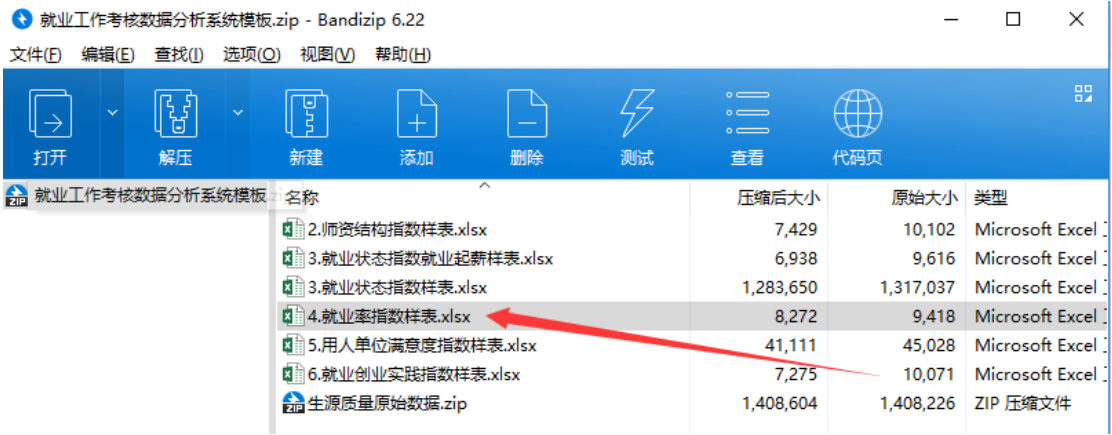 就业工作考核数据分析系统模板.zip - Bandizip 6.22
文件(F) 编辑(E) 查找(I) 选项(O) 视图(V) 帮助(H)
打开 解压 新建 添加 删除 测试 查看 代码页
就业工作考核数据分析系统模板.zi
名称 压缩后大小 原始大小 类型
2.师资结构指数样表.xlsx 7,429 10,102 Microsoft Excel
3.就业状态指数就业起薪样表.xlsx 6,938 9,616 Microsoft Excel
3.就业状态指数样表.xlsx 1,283,650 1,317,037 Microsoft Excel
4.就业率指数样表.xlsx 8,272 9,418 Microsoft Excel
5.用人单位满意度指数样表.xlsx 41,111 45,028 Microsoft Excel
6.就业创业实践指数样表.xlsx 7,275 10,071 Microsoft Excel
生源质量原始数据.zip 1,408,604 1,408,226 ZIP 压缩文件